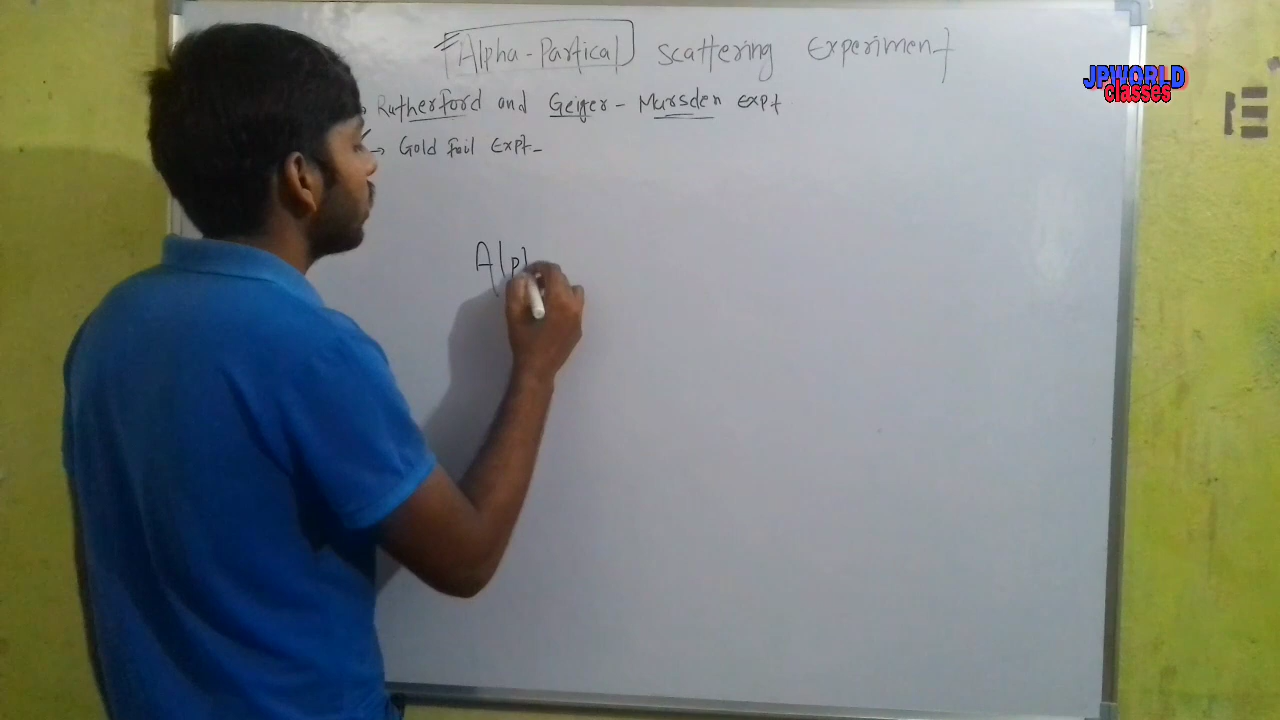 Alpha-Partical scattering Experiment
JPWORLD
classes
Rutherford and Geiger - Marsden expt
→ Gold foil Expt-
Alp